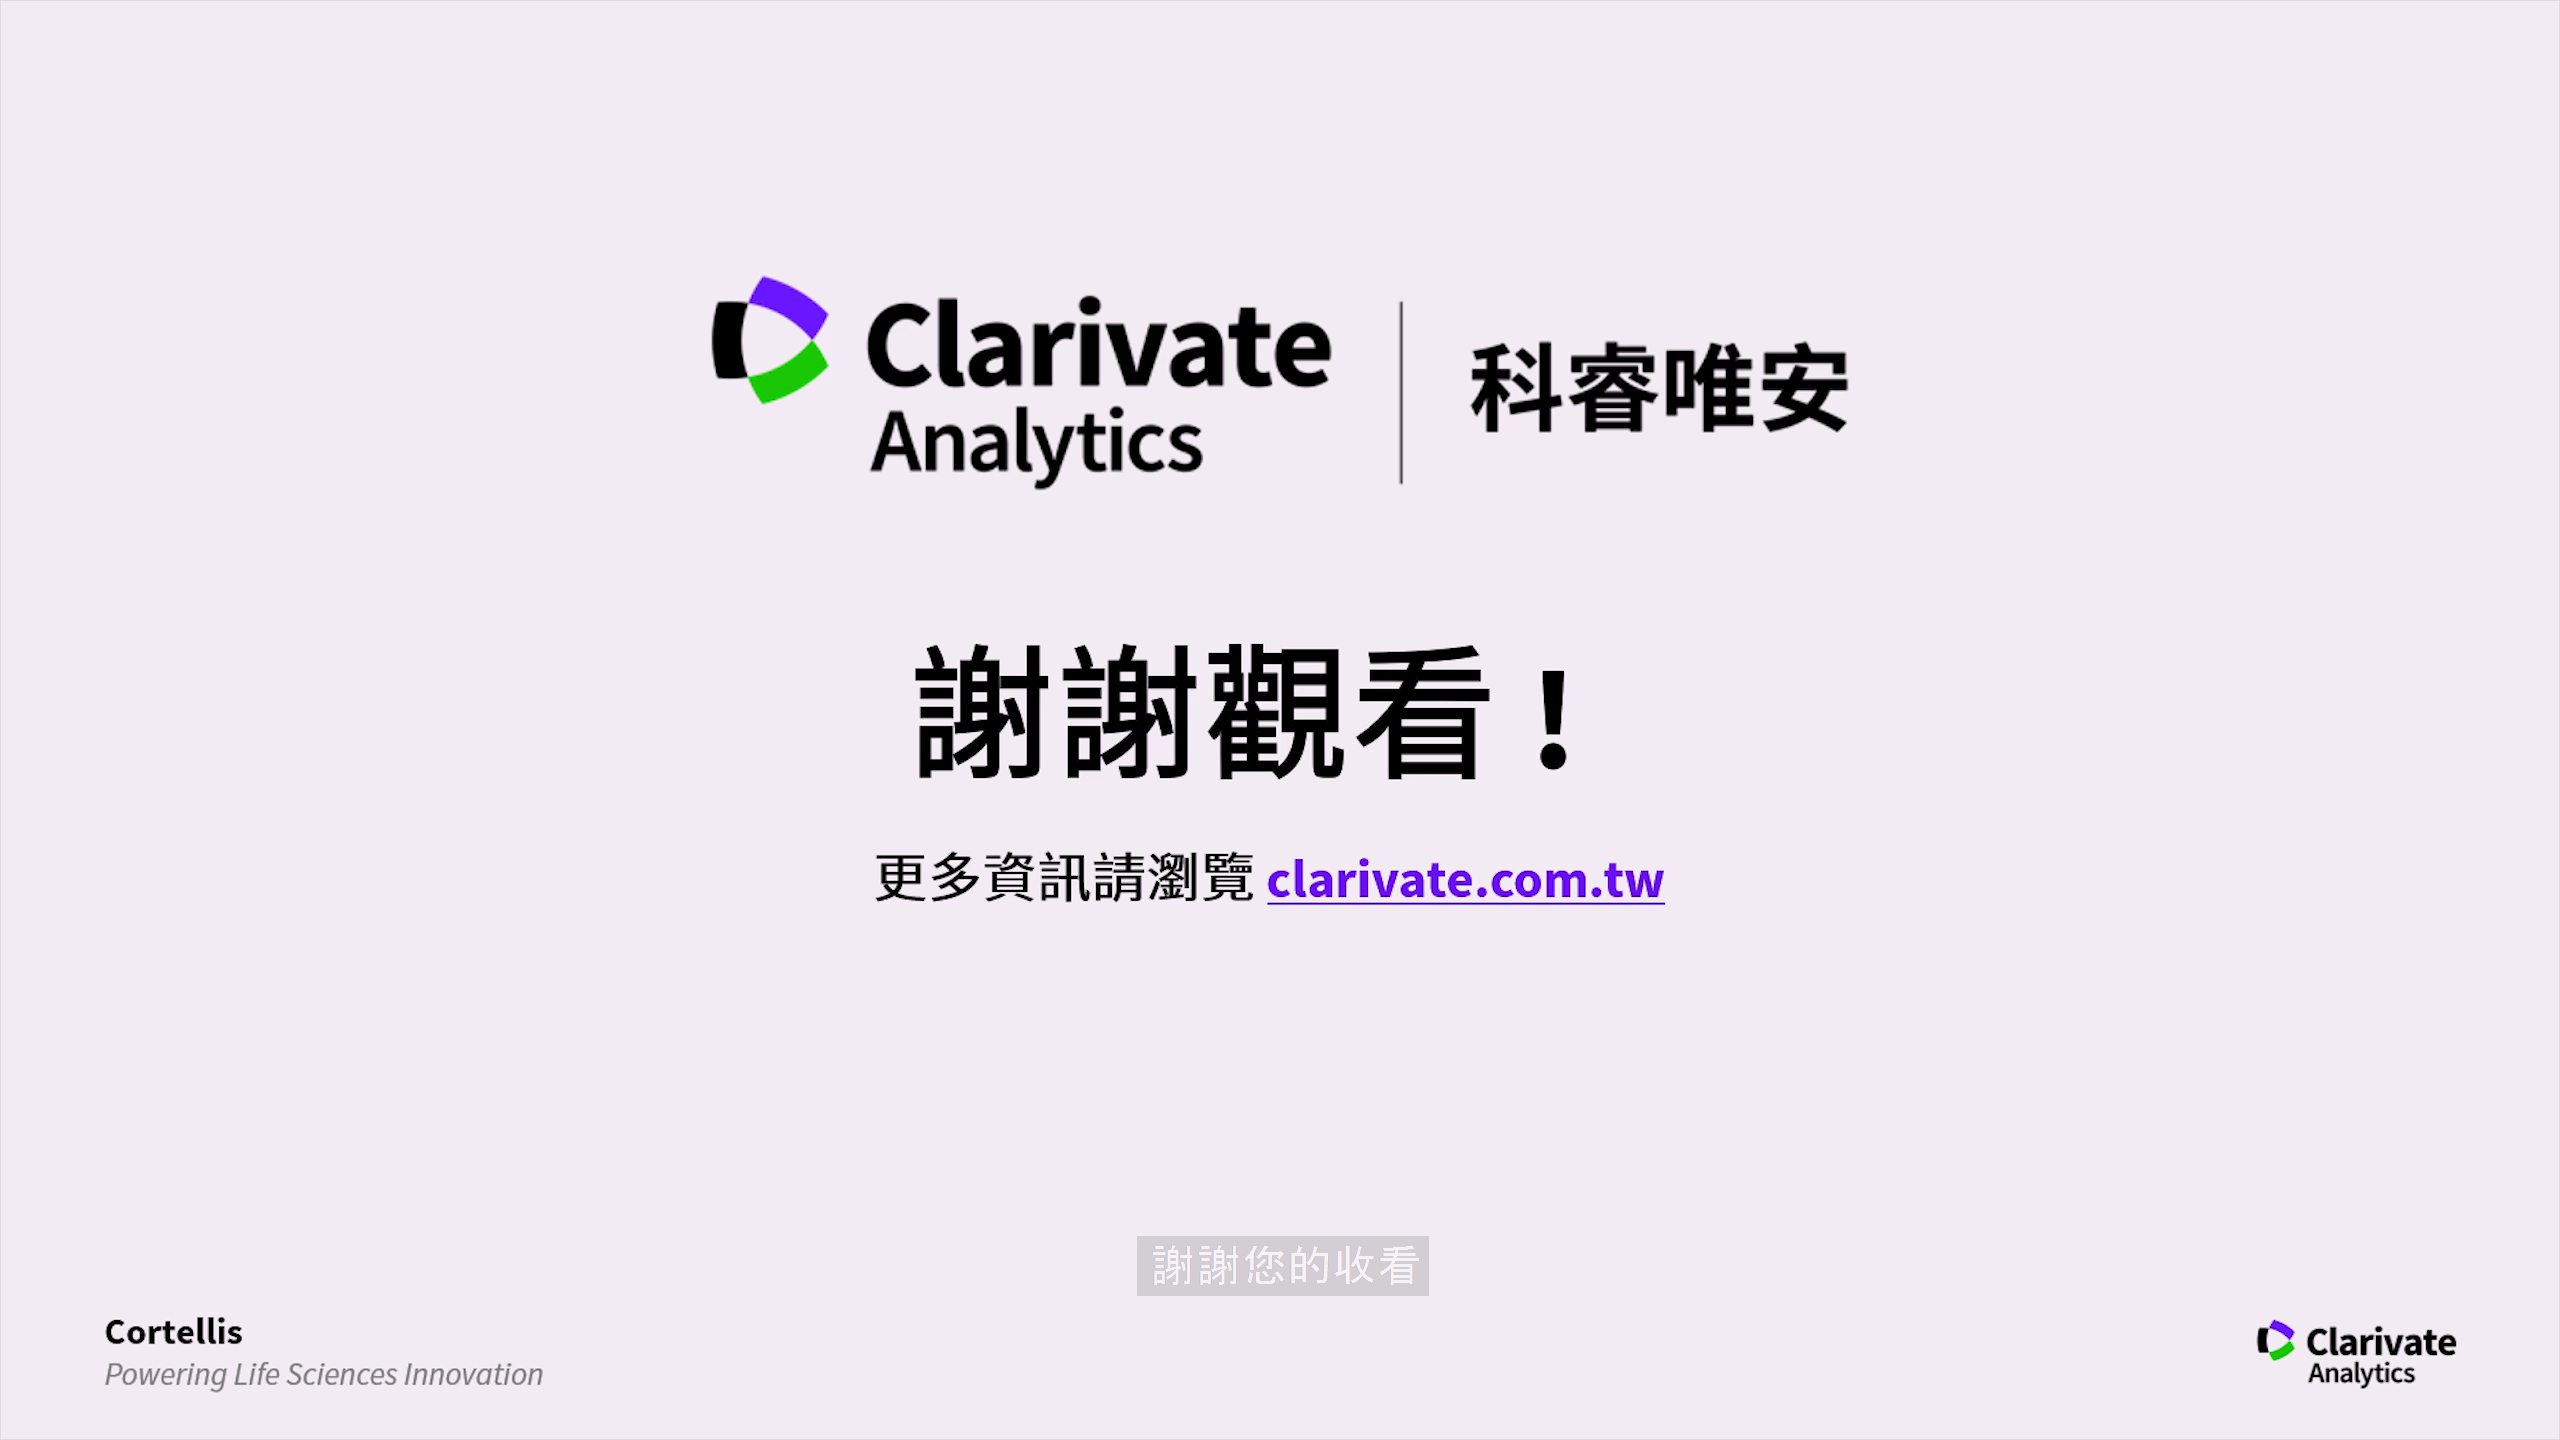 Clarivate
Analytics
科睿唯安
謝謝觀看！
更多資訊請瀏覽 clarivate.com.tw
謝謝您的收看
Cortellis
Powering Life Sciences Innovation
Clarivate
Analytics